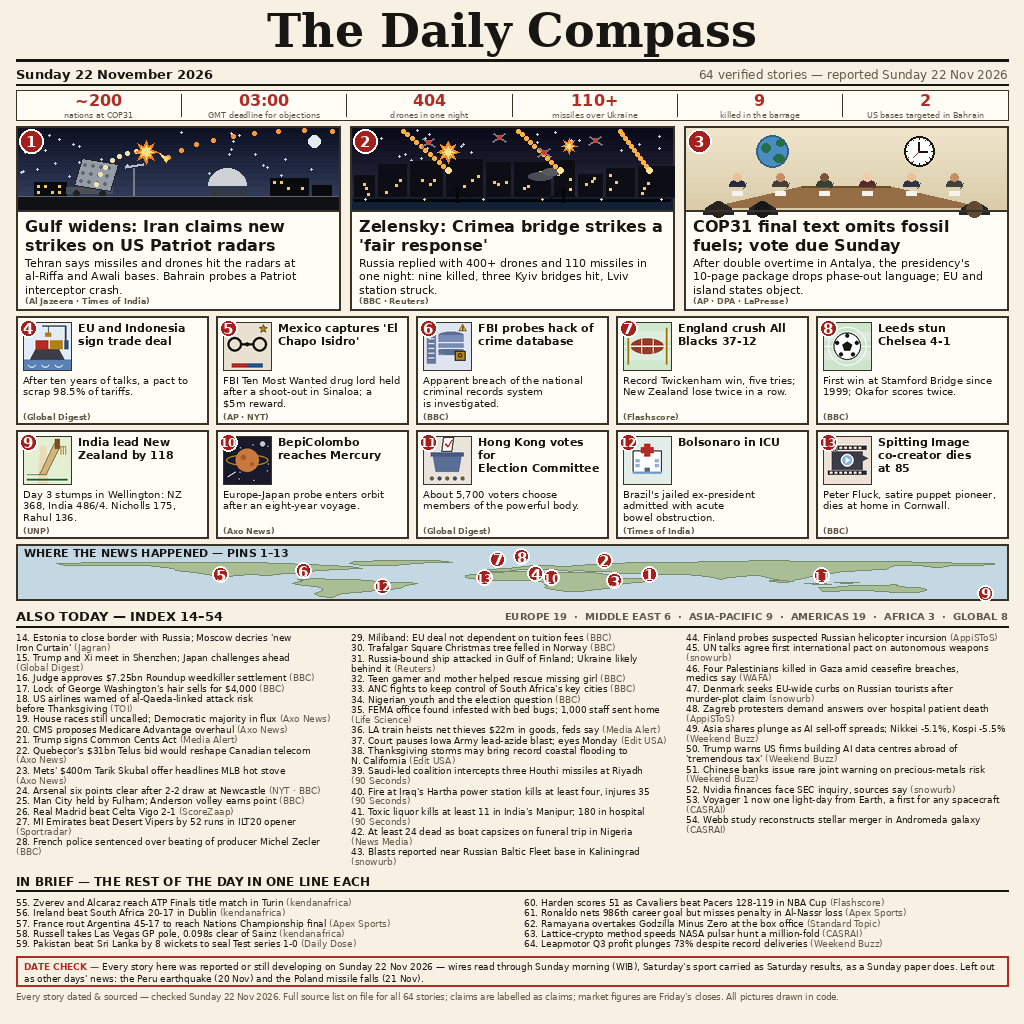 The Daily Compass
Sunday 22 November 2026
64 verified stories — reported Sunday 22 Nov 2026
~200
nations at COP31
03:00
GMT deadline for objections
404
drones in one night
110+
missiles over Ukraine
9
killed in the barrage
2
US bases targeted in Bahrain
1
Gulf widens: Iran claims new
strikes on US Patriot radars
Tehran says missiles and drones hit the radars at
al-Riffa and Awali bases. Bahrain probes a Patriot
interceptor crash.
(Al Jazeera · Times of India)
2
Zelensky: Crimea bridge strikes a
'fair response'
Russia replied with 400+ drones and 110 missiles in
one night: nine killed, three Kyiv bridges hit, Lviv
station struck.
(BBC · Reuters)
3
COP31 final text omits fossil
fuels; vote due Sunday
After double overtime in Antalya, the presidency's
10-page package drops phase-out language; EU and
island states object.
(AP · DPA · LaPresse)
4
EU and Indonesia
sign trade deal
After ten years of talks, a pact to
scrap 98.5% of tariffs.
(Global Digest)
5
Mexico captures 'El
Chapo Isidro'
FBI Ten Most Wanted drug lord held
after a shoot-out in Sinaloa; a
$5m reward.
(AP · NYT)
6
FBI probes hack of
crime database
Apparent breach of the national
criminal records system
is investigated.
(BBC)
7
England crush All
Blacks 37-12
Record Twickenham win, five tries;
New Zealand lose twice in a row.
(Flashscore)
8
Leeds stun
Chelsea 4-1
First win at Stamford Bridge since
1999; Okafor scores twice.
(BBC)
9
India lead New
Zealand by 118
Day 3 stumps in Wellington: NZ
368, India 486/4. Nicholls 175,
Rahul 136.
(UNP)
10
BepiColombo
reaches Mercury
Europe-Japan probe enters orbit
after an eight-year voyage.
(Axo News)
11
Hong Kong votes
for
Election Committee
About 5,700 voters choose
members of the powerful body.
(Global Digest)
12
Bolsonaro in ICU
Brazil's jailed ex-president
admitted with acute
bowel obstruction.
(Times of India)
13
Spitting Image
co-creator dies
at 85
Peter Fluck, satire puppet pioneer,
dies at home in Cornwall.
(BBC)
WHERE THE NEWS HAPPENED — PINS 1–13
5
6
12
7
8
13
4
10
2
3
1
11
9
ALSO TODAY — INDEX 14–54
EUROPE 19 · MIDDLE EAST 6 · ASIA-PACIFIC 9 · AMERICAS 19 · AFRICA 3 · GLOBAL 8
14. Estonia to close border with Russia; Moscow decries 'new
Iron Curtain' (Jagran)
15. Trump and Xi meet in Shenzhen; Japan challenges ahead
(Global Digest)
16. Judge approves $7.25bn Roundup weedkiller settlement (BBC)
17. Lock of George Washington's hair sells for $4,000 (BBC)
18. US airlines warned of al-Qaeda-linked attack risk
before Thanksgiving (TOI)
19. House races still uncalled; Democratic majority in flux (Axo News)
20. CMS proposes Medicare Advantage overhaul (Axo News)
21. Trump signs Common Cents Act (Media Alert)
22. Quebecor's $31bn Telus bid would reshape Canadian telecom
(Axo News)
23. Mets' $400m Tarik Skubal offer headlines MLB hot stove
(Axo News)
24. Arsenal six points clear after 2-2 draw at Newcastle (NYT · BBC)
25. Man City held by Fulham; Anderson volley earns point (BBC)
26. Real Madrid beat Celta Vigo 2-1 (ScoreZaap)
27. MI Emirates beat Desert Vipers by 52 runs in ILT20 opener
(Sportradar)
28. French police sentenced over beating of producer Michel Zecler
(BBC)
29. Miliband: EU deal not dependent on tuition fees (BBC)
30. Trafalgar Square Christmas tree felled in Norway (BBC)
31. Russia-bound ship attacked in Gulf of Finland; Ukraine likely
behind it (Reuters)
32. Teen gamer and mother helped rescue missing girl (BBC)
33. ANC fights to keep control of South Africa's key cities (BBC)
34. Nigerian youth and the election question (BBC)
35. FEMA office found infested with bed bugs; 1,000 staff sent home
(Life Science)
36. LA train heists net thieves $22m in goods, feds say (Media Alert)
37. Court pauses Iowa Army lead-azide blast; eyes Monday (Edit USA)
38. Thanksgiving storms may bring record coastal flooding to
N. California (Edit USA)
39. Saudi-led coalition intercepts three Houthi missiles at Riyadh
(90 Seconds)
40. Fire at Iraq's Hartha power station kills at least four, injures 35
(90 Seconds)
41. Toxic liquor kills at least 11 in India's Manipur; 180 in hospital
(90 Seconds)
42. At least 24 dead as boat capsizes on funeral trip in Nigeria
(News Media)
43. Blasts reported near Russian Baltic Fleet base in Kaliningrad
(snowurb)
44. Finland probes suspected Russian helicopter incursion (AppiSToS)
45. UN talks agree first international pact on autonomous weapons
(snowurb)
46. Four Palestinians killed in Gaza amid ceasefire breaches,
medics say (WAFA)
47. Denmark seeks EU-wide curbs on Russian tourists after
murder-plot claim (snowurb)
48. Zagreb protesters demand answers over hospital patient death
(AppiSToS)
49. Asia shares plunge as AI sell-off spreads; Nikkei -5.1%, Kospi -5.5%
(Weekend Buzz)
50. Trump warns US firms building AI data centres abroad of
'tremendous tax' (Weekend Buzz)
51. Chinese banks issue rare joint warning on precious-metals risk
(Weekend Buzz)
52. Nvidia finances face SEC inquiry, sources say (snowurb)
53. Voyager 1 now one light-day from Earth, a first for any spacecraft
(CASRAI)
54. Webb study reconstructs stellar merger in Andromeda galaxy
(CASRAI)
IN BRIEF — THE REST OF THE DAY IN ONE LINE EACH
55. Zverev and Alcaraz reach ATP Finals title match in Turin (kendanafrica)
56. Ireland beat South Africa 20-17 in Dublin (kendanafrica)
57. France rout Argentina 45-17 to reach Nations Championship final (Apex Sports)
58. Russell takes Las Vegas GP pole, 0.098s clear of Sainz (kendanafrica)
59. Pakistan beat Sri Lanka by 8 wickets to seal Test series 1-0 (Daily Dose)
60. Harden scores 51 as Cavaliers beat Pacers 128-119 in NBA Cup (Flashscore)
61. Ronaldo nets 986th career goal but misses penalty in Al-Nassr loss (Apex Sports)
62. Ramayana overtakes Godzilla Minus Zero at the box office (Standard Topic)
63. Lattice-crypto method speeds NASA pulsar hunt a million-fold (CASRAI)
64. Leapmotor Q3 profit plunges 73% despite record deliveries (Weekend Buzz)
DATE CHECK — Every story here was reported or still developing on Sunday 22 Nov 2026 — wires read through Sunday morning (WIB), Saturday's sport carried as Saturday results, as a Sunday paper does. Left out
as other days' news: the Peru earthquake (20 Nov) and the Poland missile falls (21 Nov).
Every story dated & sourced — checked Sunday 22 Nov 2026. Full source list on file for all 64 stories; claims are labelled as claims; market figures are Friday's closes. All pictures drawn in code.